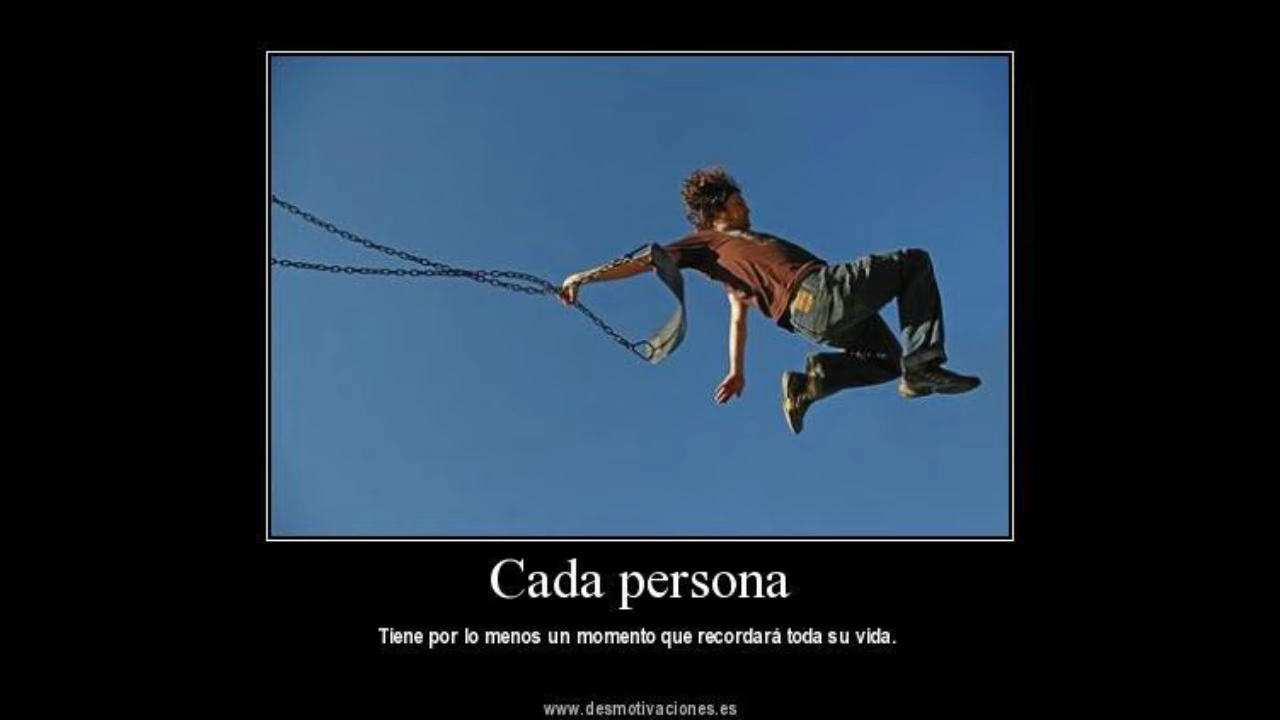 Cada persona
Tiene por lo menos un momento que recordará toda su vida.
www.desmotivaciones.es